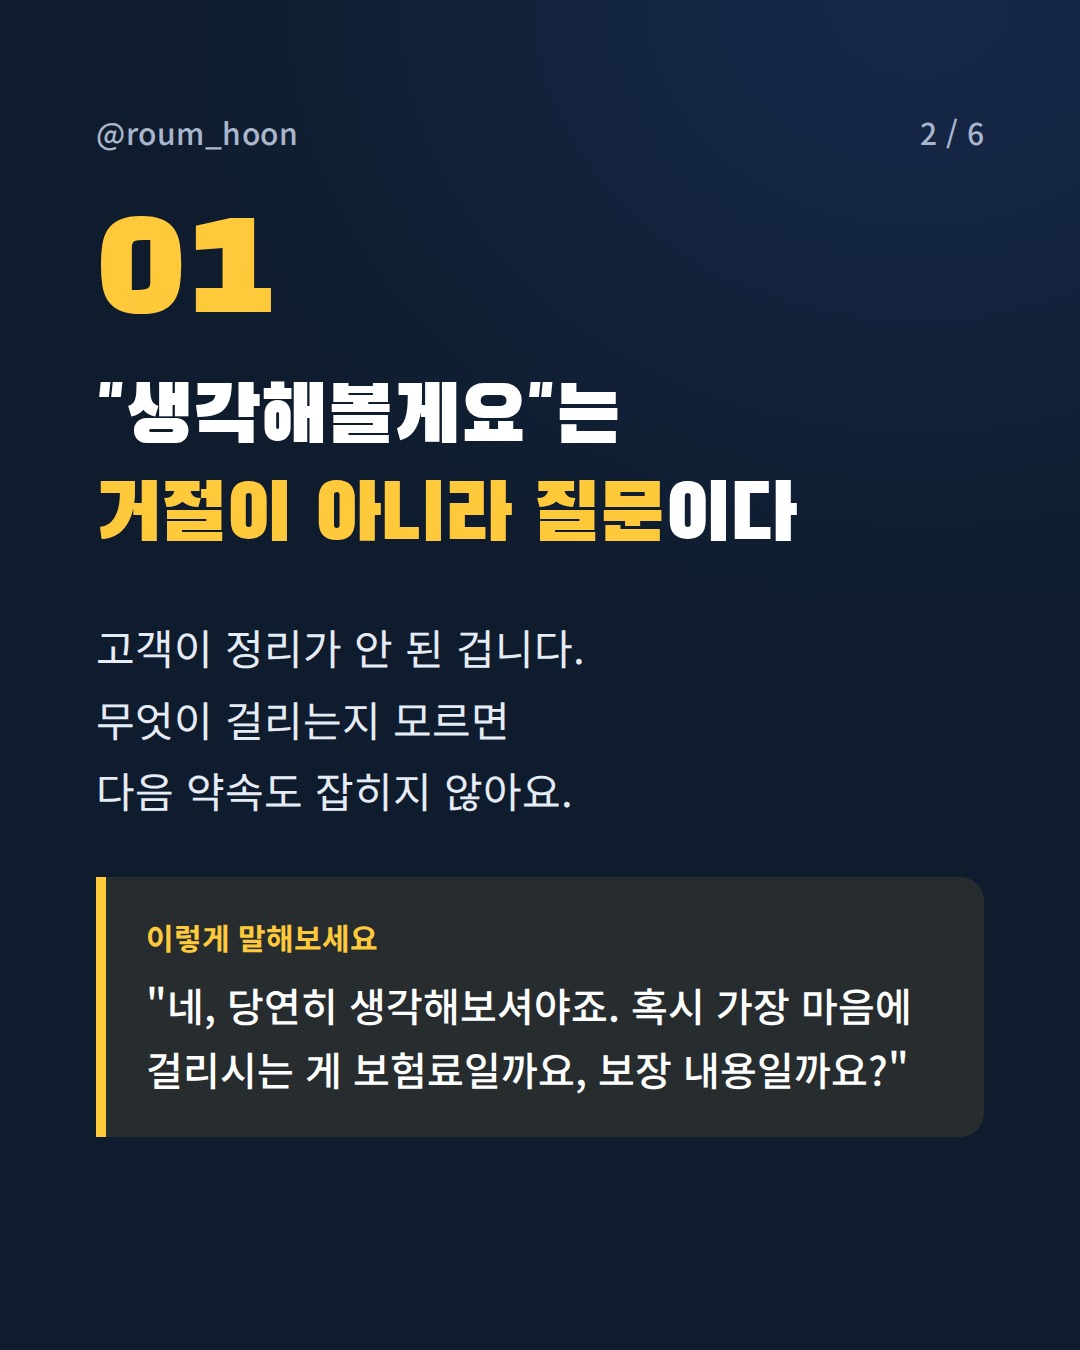 @roum_hoon
2 / 6
01
"생각해볼게요"는
거절이 아니라 질문이다
고객이 정리가 안 된 겁니다.
무엇이 걸리는지 모르면
다음 약속도 잡히지 않아요.
이렇게 말해보세요
"네, 당연히 생각해보셔야죠. 혹시 가장 마음에
걸리시는 게 보험료일까요, 보장 내용일까요?"